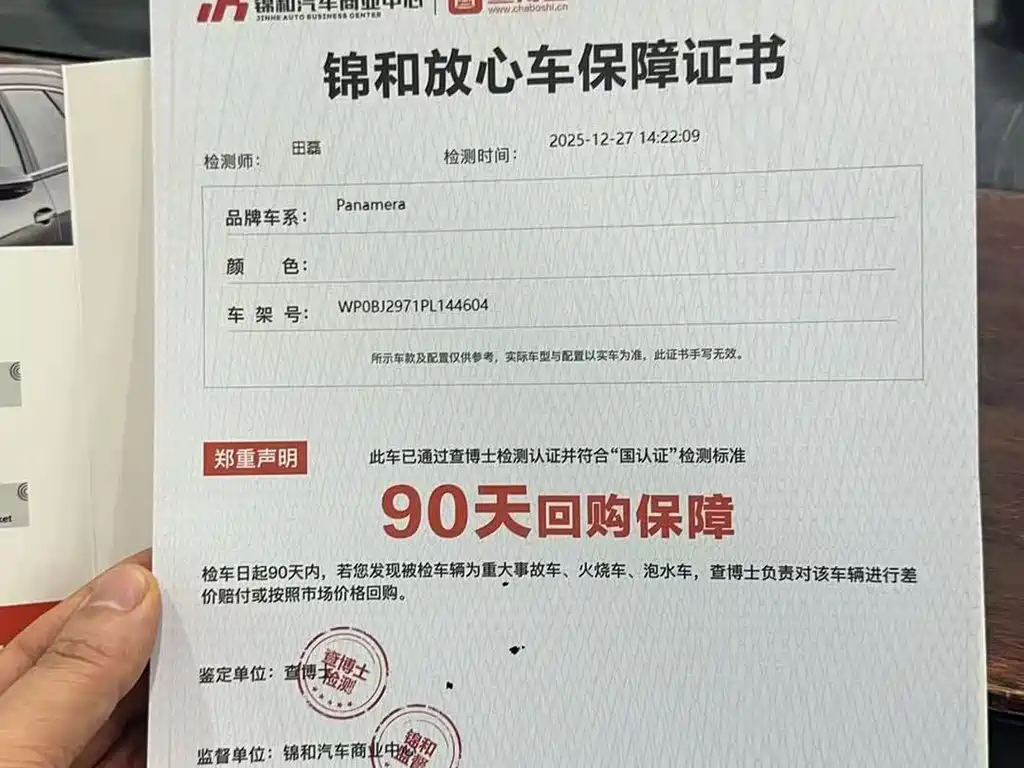 锦和汽车商业中心
JINHE AUTO BUSINESS CENTER
www.chaboshi.cn
锦和放心车保障证书
检测师： 田磊 检测时间： 2025-12-27 14:22:09
品牌车系： Panamera
颜 色：
车 架 号： WP0BJ2971PL144604
所示车款及配置仅供参考，实际车型与配置以实车为准，此证书手写无效。
郑重声明 此车已通过查博士检测认证并符合“国认证”检测标准
90天回购保障
检车日起90天内，若您发现被检车辆为重大事故车、火烧车、泡水车，查博士负责对该车辆进行差
价赔付或按照市场价格回购。
鉴定单位： 查博士
查博士
检测
监督单位： 锦和汽车商业中
锦和
监督